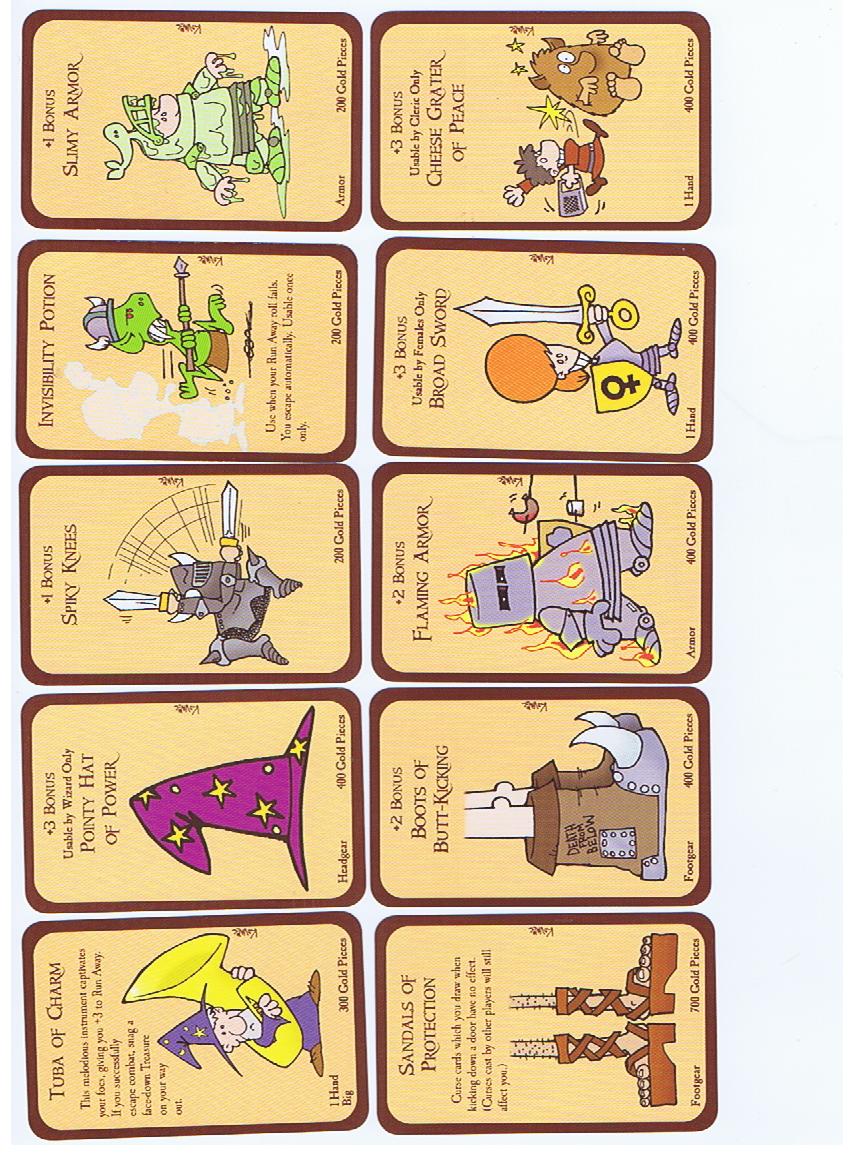 TUBA OF CHARM
This melodious instrument captivates
your foes, giving you +3 to Run Away.
If you successfully
escape combat, snag a
face-down Treasure
on your way
out.
1 Hand
Big
300 Gold Pieces
+3 BONUS
Usable by Wizard Only
POINTY HAT
OF POWER
Headgear
400 Gold Pieces
+1 BONUS
SPIKY KNEES
200 Gold Pieces
INVISIBILITY POTION
Use when your Run Away roll fails.
You escape automatically. Usable once
only.
200 Gold Pieces
+1 BONUS
SLIMY ARMOR
Armor
200 Gold Pieces
SANDALS OF
PROTECTION
Curse cards which you draw when
kicking down a door have no effect.
(Curses cast by other players will still
affect you.)
Footgear
700 Gold Pieces
+2 BONUS
BOOTS OF
BUTT-KICKING
DEATH
FROM
BELOW
Footgear
400 Gold Pieces
+2 BONUS
FLAMING ARMOR
Armor
400 Gold Pieces
+3 BONUS
Usable by Females Only
BROAD SWORD
1 Hand
400 Gold Pieces
+3 BONUS
Usable by Cleric Only
CHEESE GRATER
OF PEACE
1 Hand
400 Gold Pieces